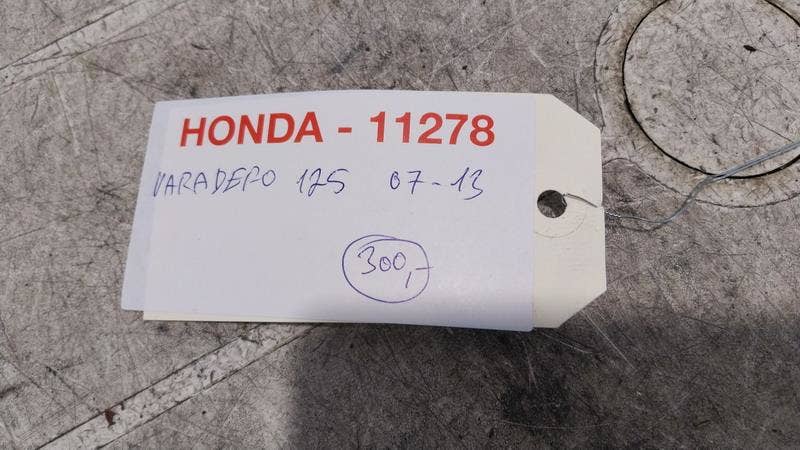 HONDA - 11278
VARADERO 125 07-13
300,-